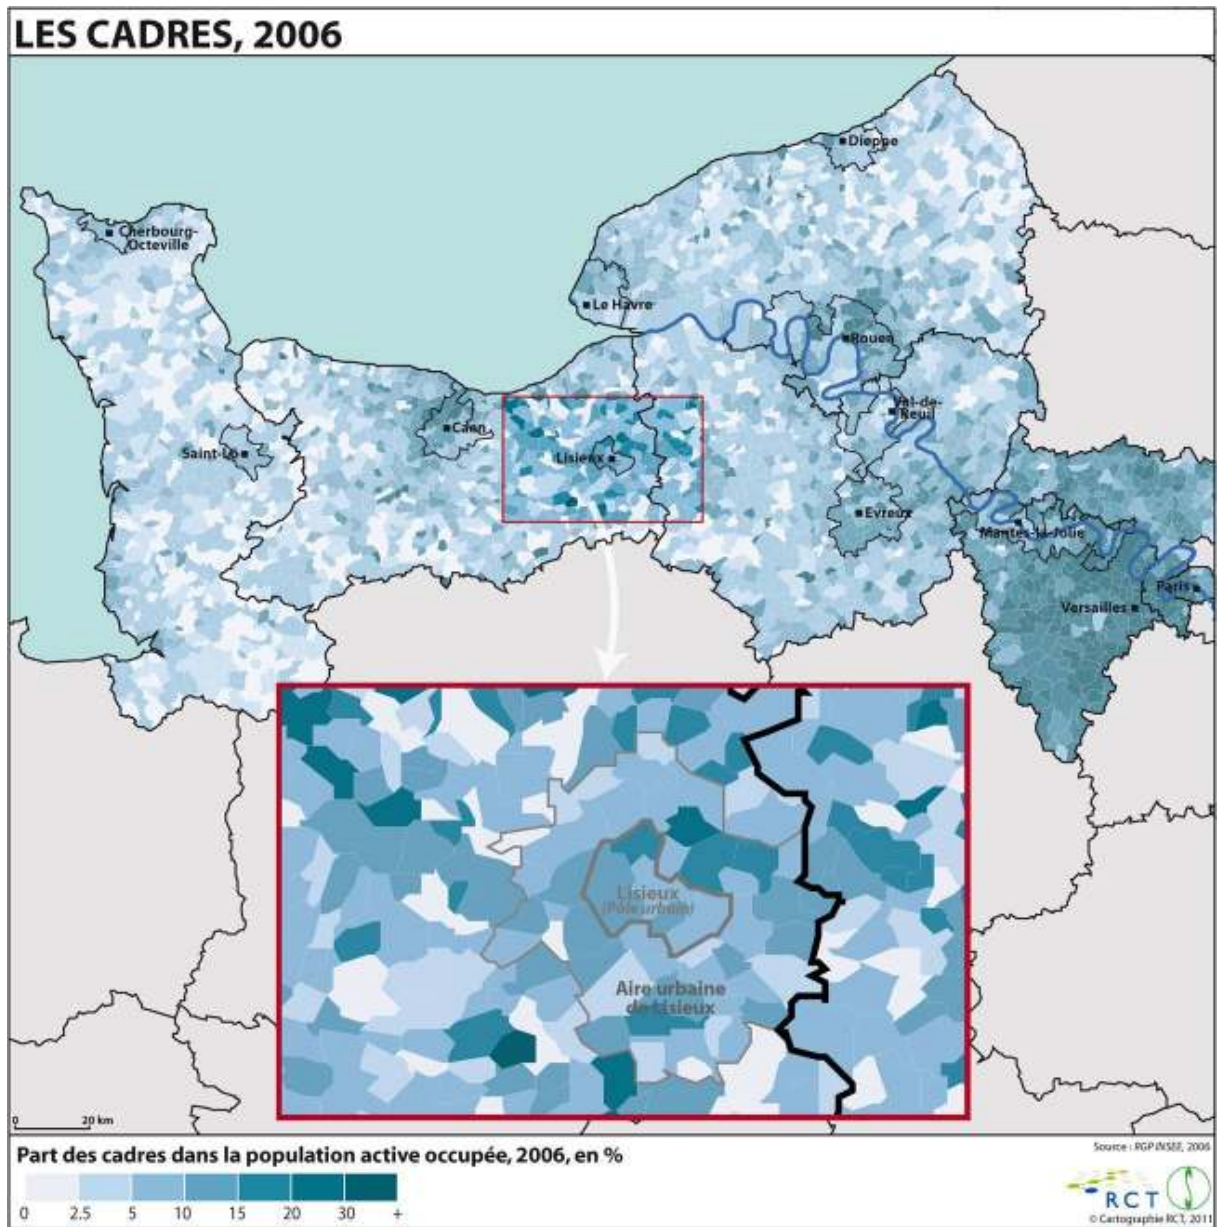 LES CADRES, 2006
Dieppe
Cherbourg-
Octeville
Le Havre
Rouen
Val-de-
Reuil
Caen
Saint-Lo
Lisieux
Evreux
Mantes-la-Jolie
Paris
Versailles
Lisieux
(Pôle urbain)
Aire urbaine
de Lisieux
0 20 km
Part des cadres dans la population active occupée, 2006, en %
0 2.5 5 10 15 20 30 +
Source : RGP INSEE, 2006
RCT
© Cartographie RCT, 2011